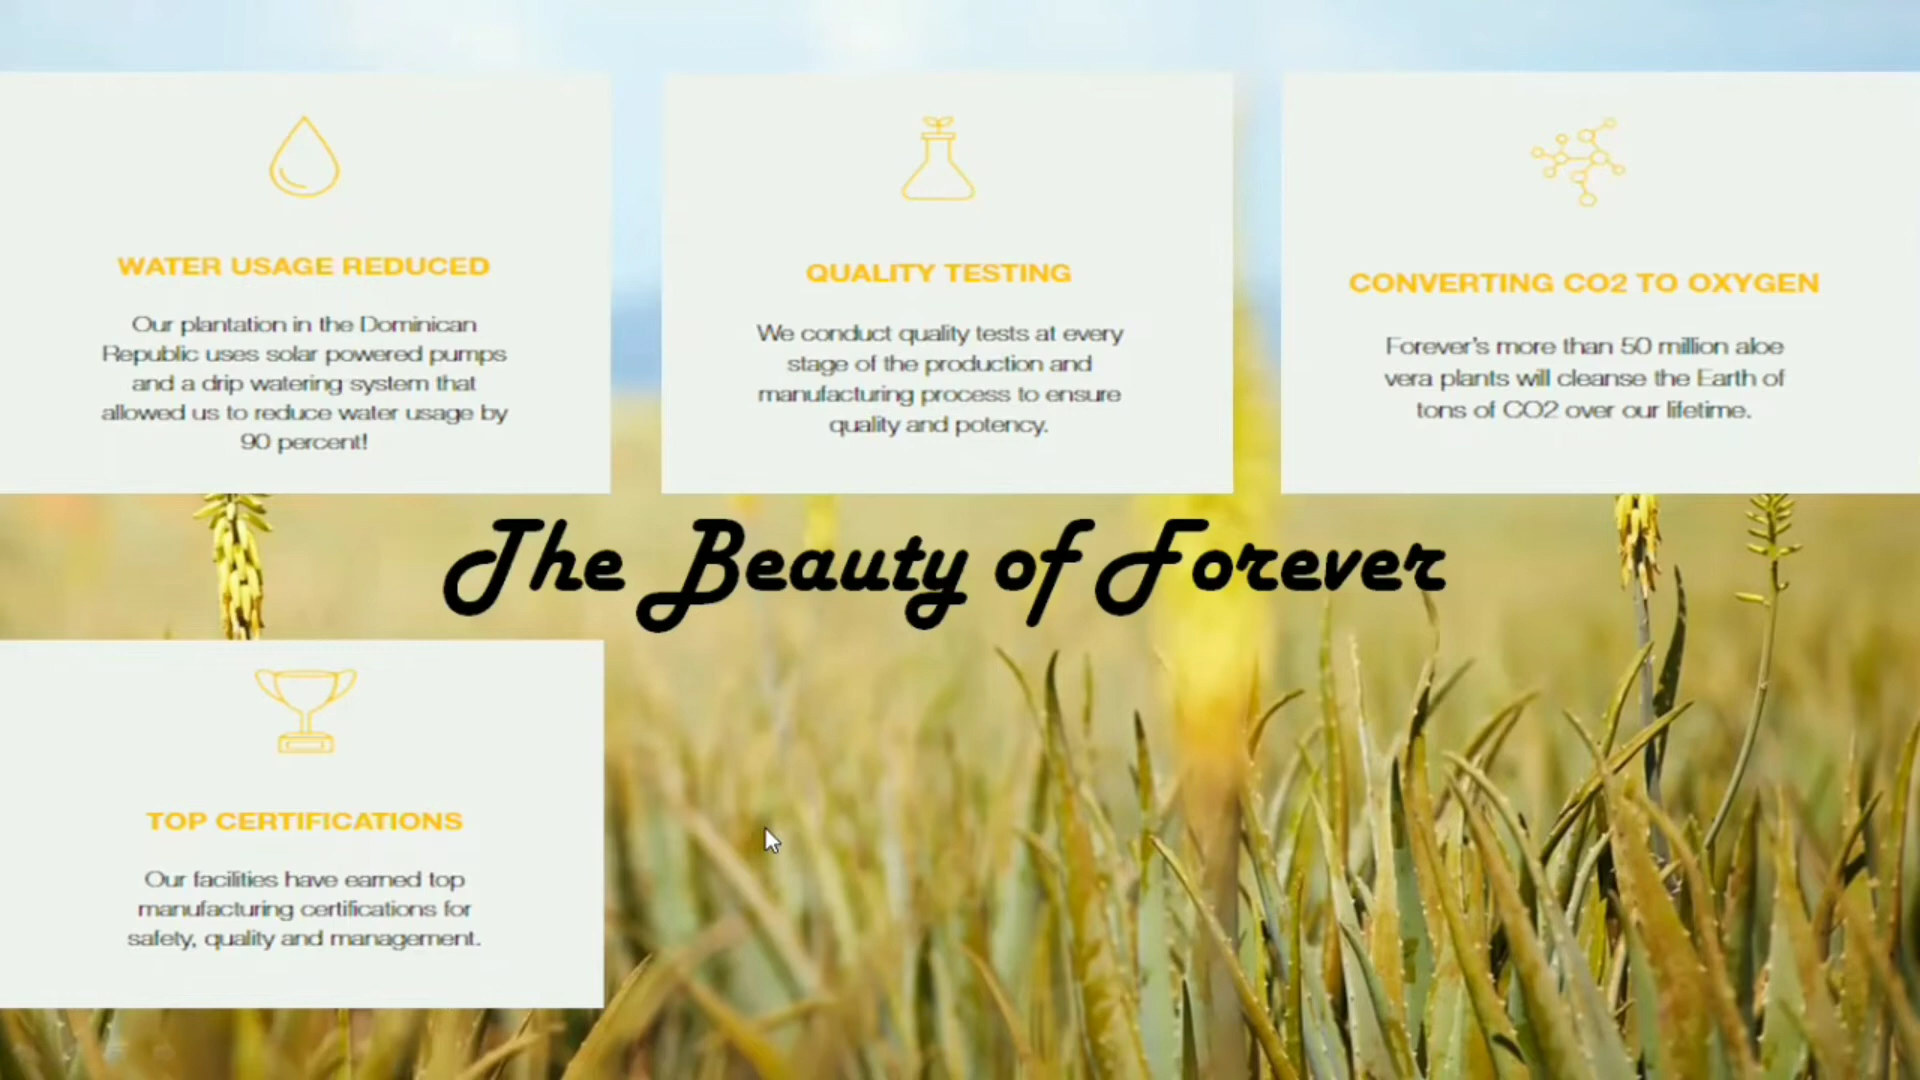 WATER USAGE REDUCED
Our plantation in the Dominican
Republic uses solar powered pumps
and a drip watering system that
allowed us to reduce water usage by
90 percent!
QUALITY TESTING
We conduct quality tests at every
stage of the production and
manufacturing process to ensure
quality and potency.
CONVERTING CO2 TO OXYGEN
Forever's more than 50 million aloe
vera plants will cleanse the Earth of
tons of CO2 over our lifetime.
The Beauty of Forever
TOP CERTIFICATIONS
Our facilities have earned top
manufacturing certifications for
safety, quality and management.